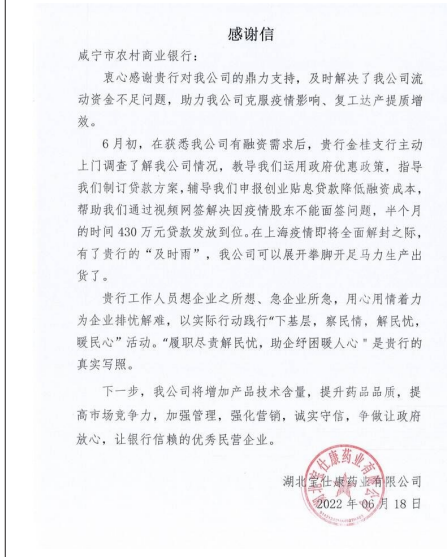 感谢信
咸宁市农村商业银行：
衷心感谢贵行对我公司的鼎力支持，及时解决了我公司流
动资金不足问题，助力我公司克服疫情影响、复工达产提质增
效。
6月初，在获悉我公司有融资需求后，贵行金桂支行主动
上门调查了解我公司情况，教导我们运用政府优惠政策，指导
我们制订贷款方案，辅导我们申报创业贴息贷款降低融资成本，
帮助我们通过视频网签解决因疫情股东不能面签问题，半个月
的时间 430 万元贷款发放到位。在上海疫情即将全面解封之际，
有了贵行的“及时雨”，我公司可以展开拳脚开足马力生产出
货了。
贵行工作人员想企业之所想、急企业所急，用心用情着力
为企业排忧解难，以实际行动践行“下基层，察民情，解民忧，
暖民心”活动。“履职尽责解民忧，助企纾困暖人心＂是贵行的
真实写照。
下一步，我公司将增加产品技术含量，提升药品品质，提
高市场竞争力，加强管理，强化营销，诚实守信，争做让政府
放心，让银行信赖的优秀民营企业。
湖北宝仕康药业有限公司
2022 年 06 月 18 日